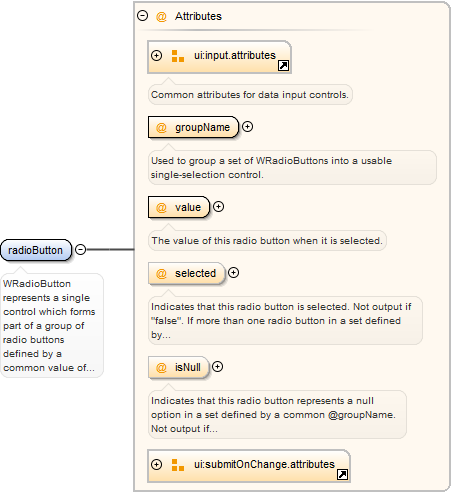 Attributes
ui:input.attributes
Common attributes for data input controls.
groupName
Used to group a set of WRadioButtons into a usable
single-selection control.
value
The value of this radio button when it is selected.
radioButton
WRadioButton
represents a single
control which forms
part of a group of
radio buttons
defined by a
common value of...
selected
Indicates that this radio button is selected. Not output if
"false". If more than one radio button in a set defined
by...
isNull
Indicates that this radio button represents a null
option in a set defined by a common @groupName.
Not output if...
ui:submitOnChange.attributes